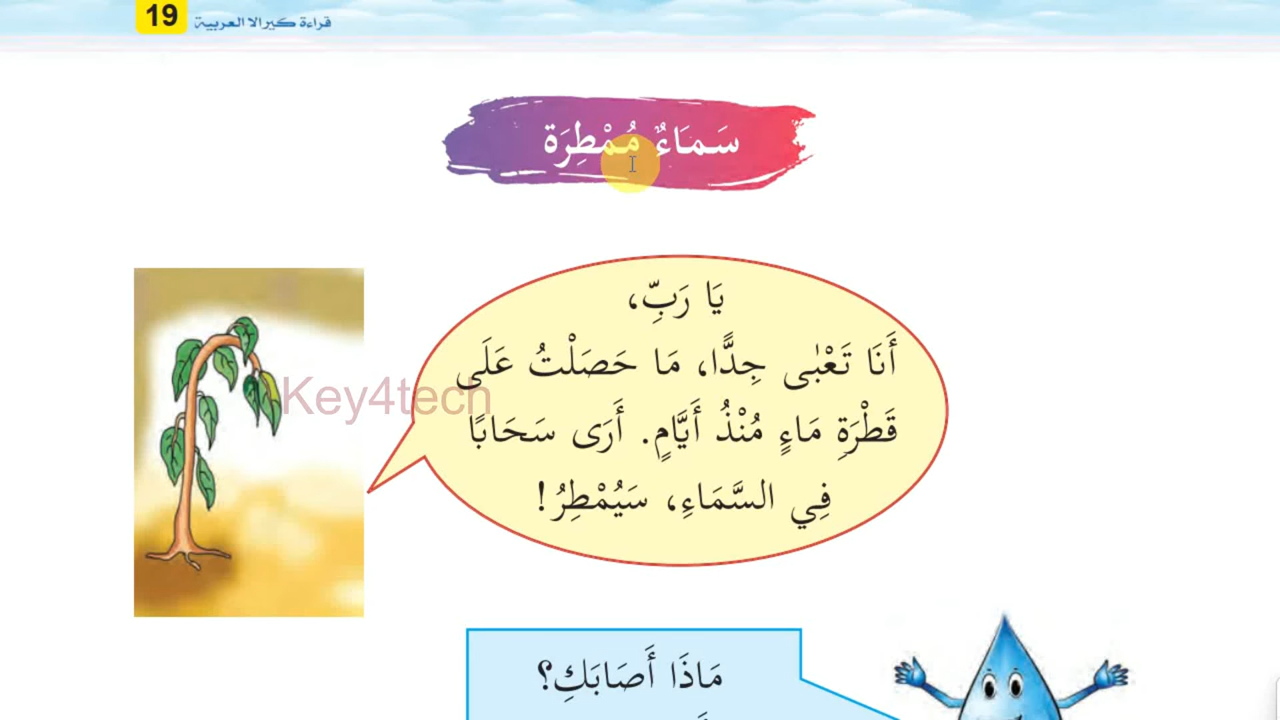 19 قراءة كيرالا العربية
سَمَاءٌ مُمْطِرَة
يَا رَبِّ،
أَنَا تَعْبٰى جِدًّا، مَا حَصَلْتُ عَلَى
قَطْرَةِ مَاءٍ مُنْذُ أَيَّامٍ. أَرَى سَحَابًا
فِي السَّمَاءِ، سَيُمْطِرُ!
Key4tech
مَاذَا أَصَابَكِ؟